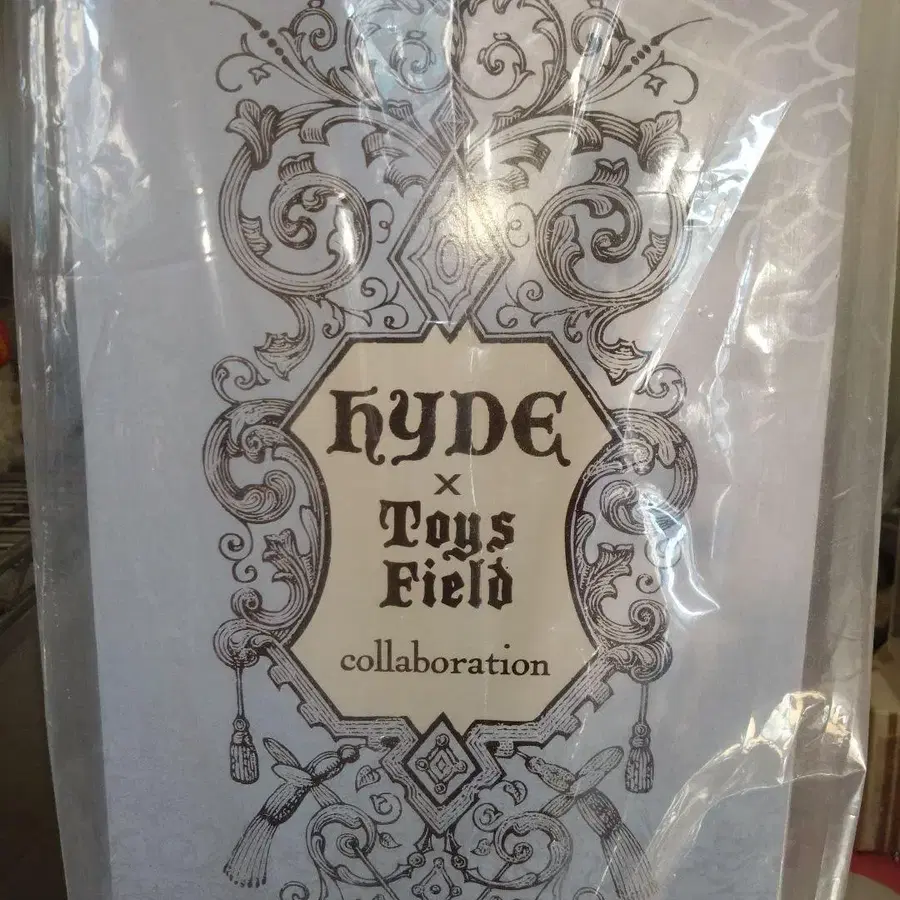 HYDE
×
Toys
Field
collaboration